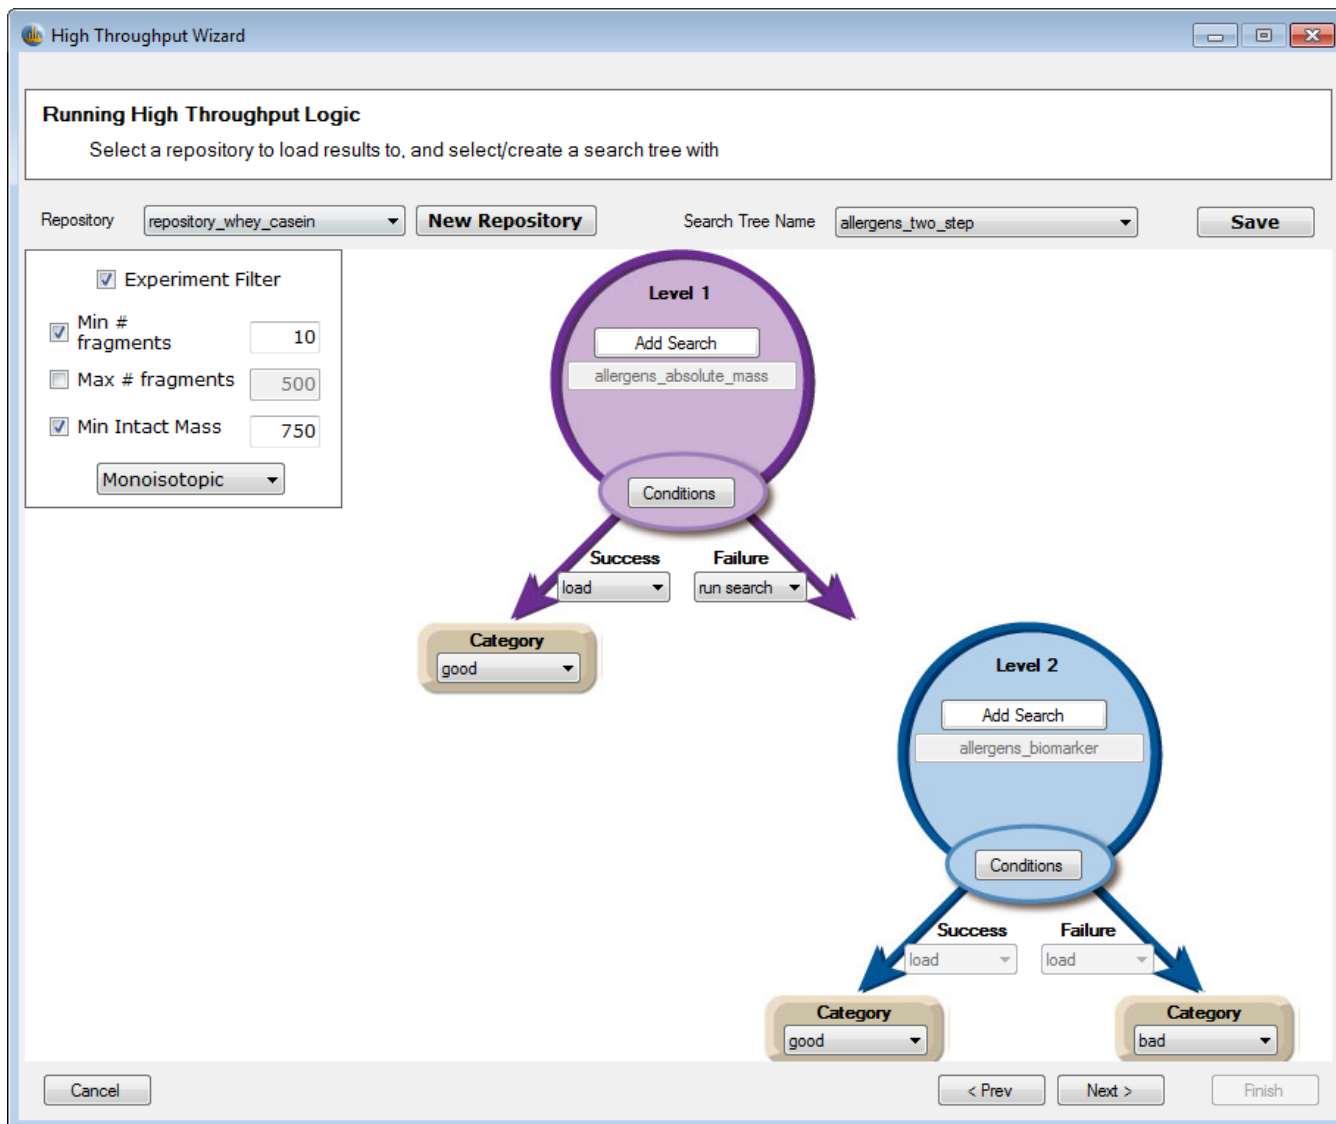 High Throughput Wizard
Running High Throughput Logic
Select a repository to load results to, and select/create a search tree with
Repository
repository_whey_casein
New Repository
Search Tree Name
allergens_two_step
Save
Experiment Filter
Min #
fragments
10
Max # fragments
500
Min Intact Mass
750
Monoisotopic
Level 1
Add Search
allergens_absolute_mass
Conditions
Success
Failure
load
run search
Category
good
Level 2
Add Search
allergens_biomarker
Conditions
Success
Failure
load
load
Category
Category
good
bad
Cancel
< Prev
Next >
Finish